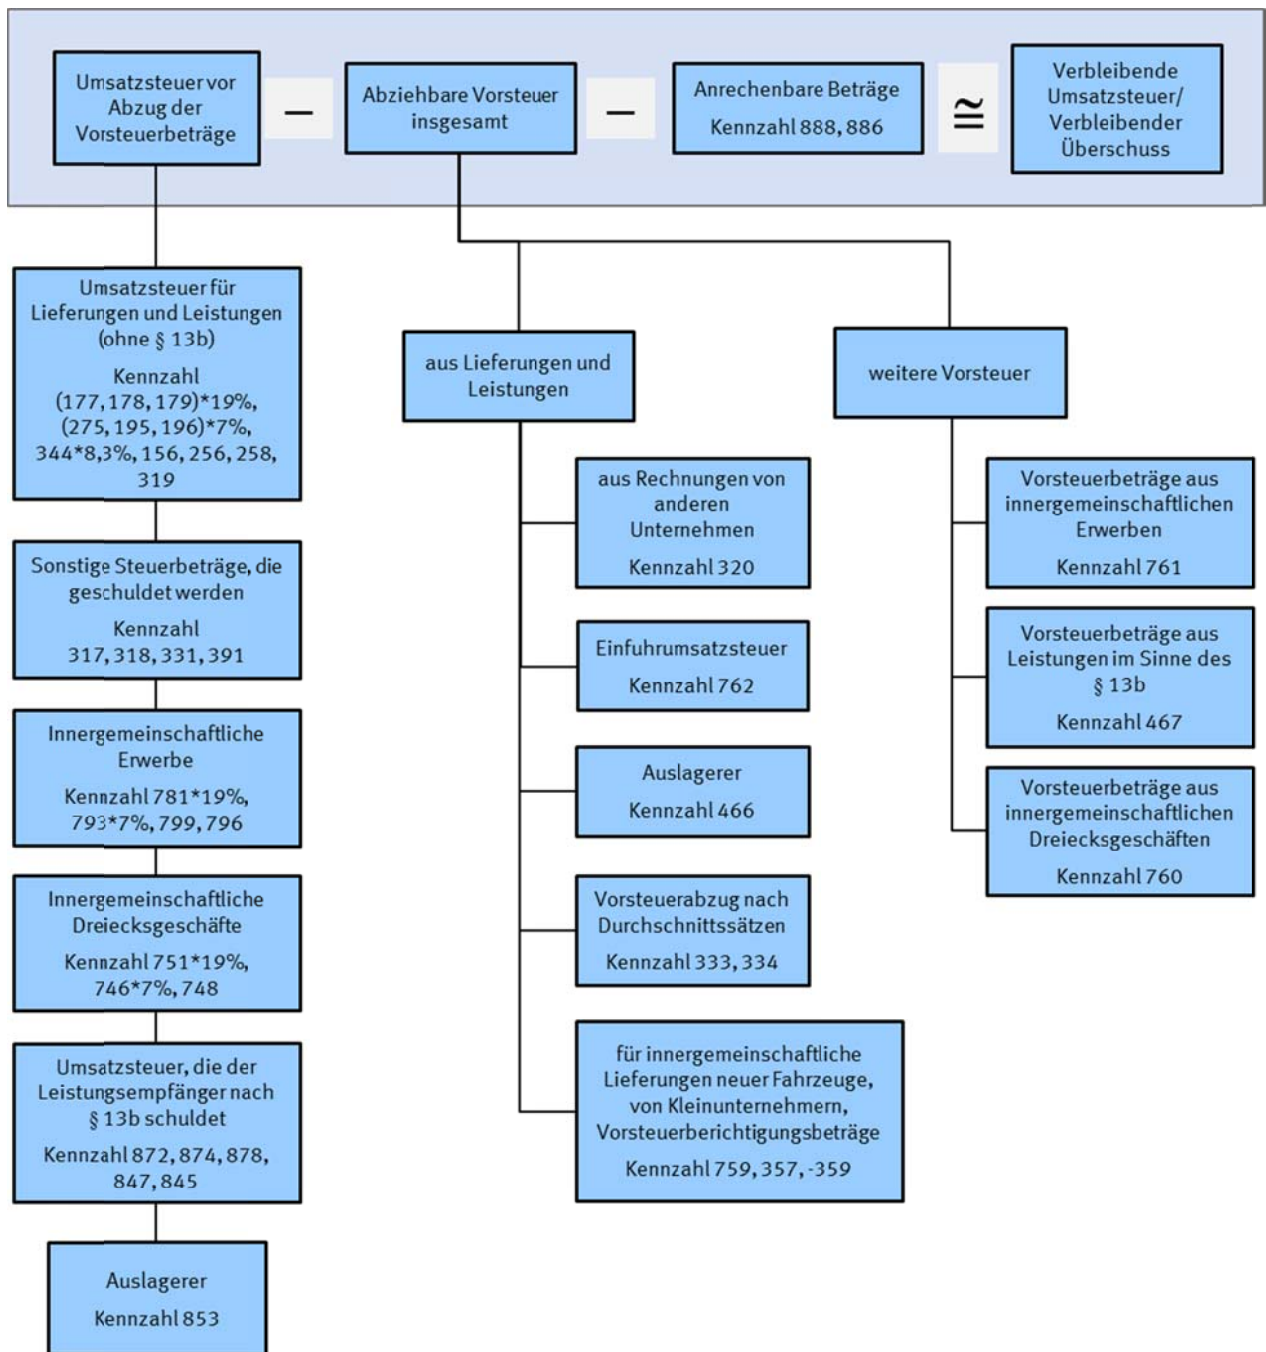 Umsatzsteuer vor
Abzug der
Vorsteuerbeträge
–
Abziehbare Vorsteuer
insgesamt
–
Anrechenbare Beträge
Kennzahl 888, 886
≅
Verbleibende
Umsatzsteuer/
Verbleibender
Überschuss
Umsatzsteuer für
Lieferungen und Leistungen
(ohne § 13b)
Kennzahl
(177, 178, 179)*19%,
(275, 195, 196)*7%,
344*8,3%, 156, 256, 258,
319
Sonstige Steuerbeträge, die
geschuldet werden
Kennzahl
317, 318, 331, 391
Innergemeinschaftliche
Erwerbe
Kennzahl 781*19%,
793*7%, 799, 796
Innergemeinschaftliche
Dreiecksgeschäfte
Kennzahl 751*19%,
746*7%, 748
Umsatzsteuer, die der
Leistungsempfänger nach
§ 13b schuldet
Kennzahl 872, 874, 878,
847, 845
Auslagerer
Kennzahl 853
aus Lieferungen und
Leistungen
aus Rechnungen von
anderen
Unternehmen
Kennzahl 320
Einfuhrumsatzsteuer
Kennzahl 762
Auslagerer
Kennzahl 466
Vorsteuerabzug nach
Durchschnittssätzen
Kennzahl 333, 334
für innergemeinschaftliche
Lieferungen neuer Fahrzeuge,
von Kleinunternehmern,
Vorsteuerberichtigungsbeträge
Kennzahl 759, 357, -359
weitere Vorsteuer
Vorsteuerbeträge aus
innergemeinschaftlichen
Erwerben
Kennzahl 761
Vorsteuerbeträge aus
Leistungen im Sinne des
§ 13b
Kennzahl 467
Vorsteuerbeträge aus
innergemeinschaftlichen
Dreiecksgeschäften
Kennzahl 760